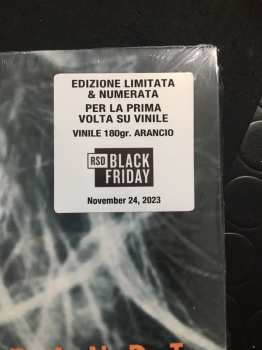 EDIZIONE LIMITATA
& NUMERATA
PER LA PRIMA
VOLTA SU VINILE
VINILE 180gr. ARANCIO
RSD BLACK
FRIDAY
November 24, 2023